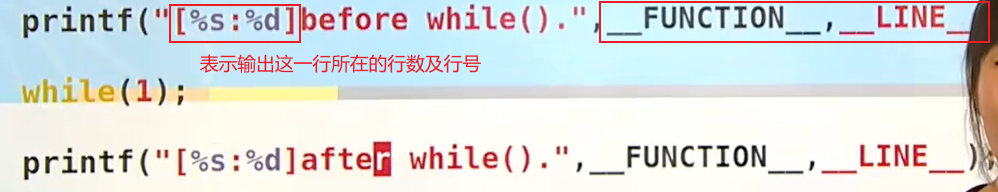 printf("[%s:%d]before while().",__FUNCTION__,__LINE__
表示输出这一行所在的行数及行号
while(1);
printf("[%s:%d]after while().",__FUNCTION__,__LINE__)